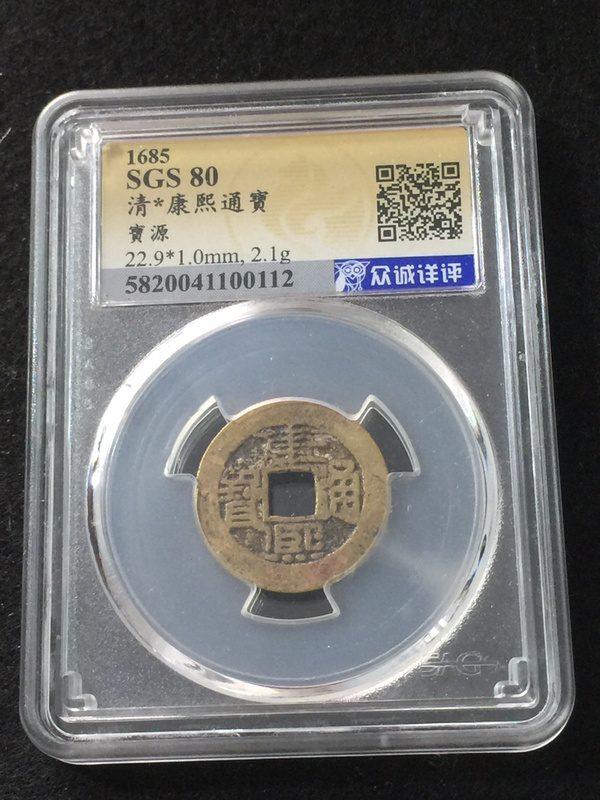 1685
SGS 80
清*康熙通寶
寶源
22.9*1.0mm, 2.1g
5820041100112
众诚详评
康熙通寶